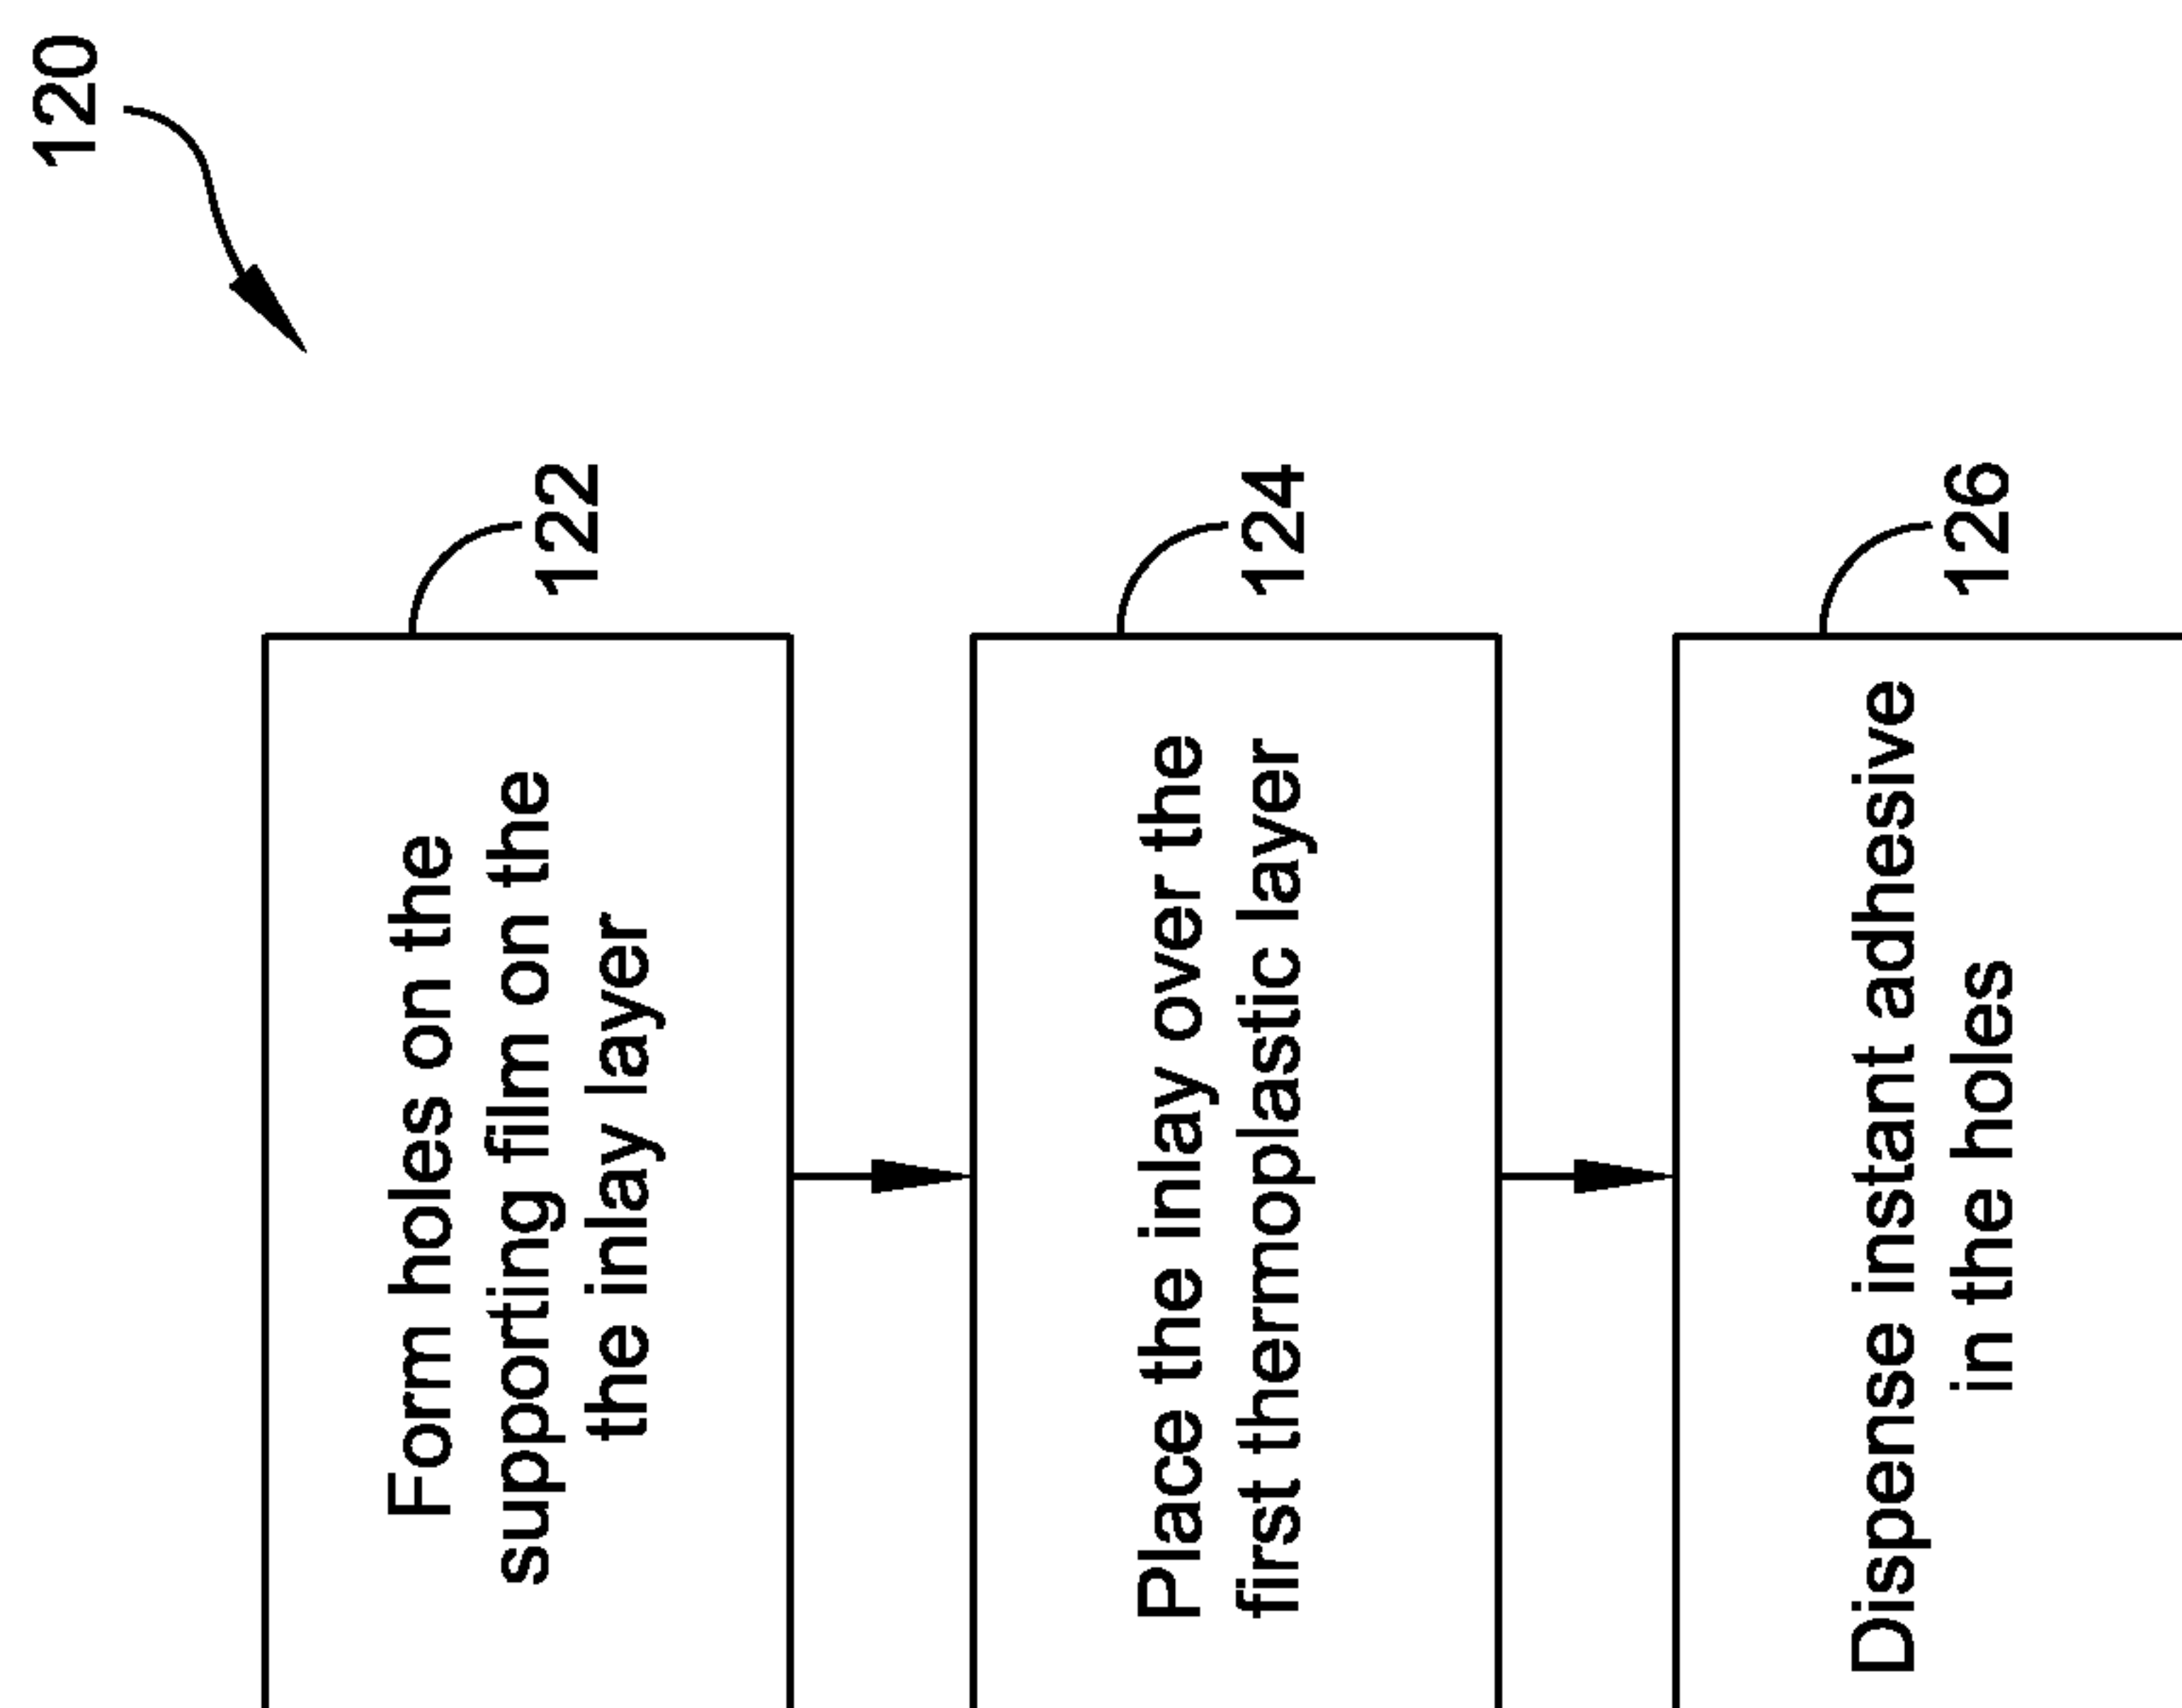 120
122
Form holes on the
supporting film on the
the inlay layer
124
Place the inlay over the
first thermoplastic layer
126
Dispense instant adhesive
in the holes